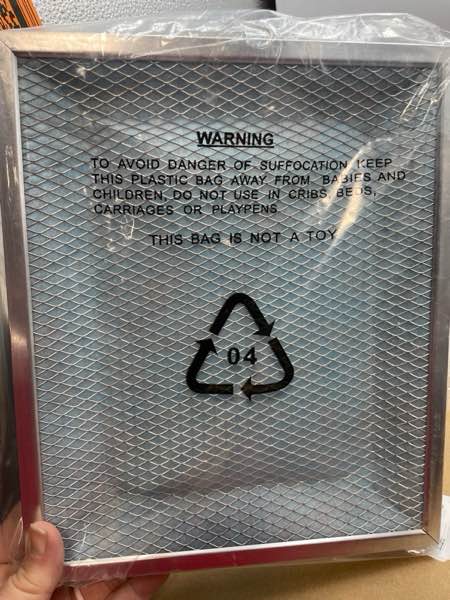 WARNING
TO AVOID DANGER OF SUFFOCATION KEEP
THIS PLASTIC BAG AWAY FROM BABIES AND
CHILDREN, DO NOT USE IN CRIBS, BEDS,
CARRIAGES OR PLAYPENS
THIS BAG IS NOT A TOY
04